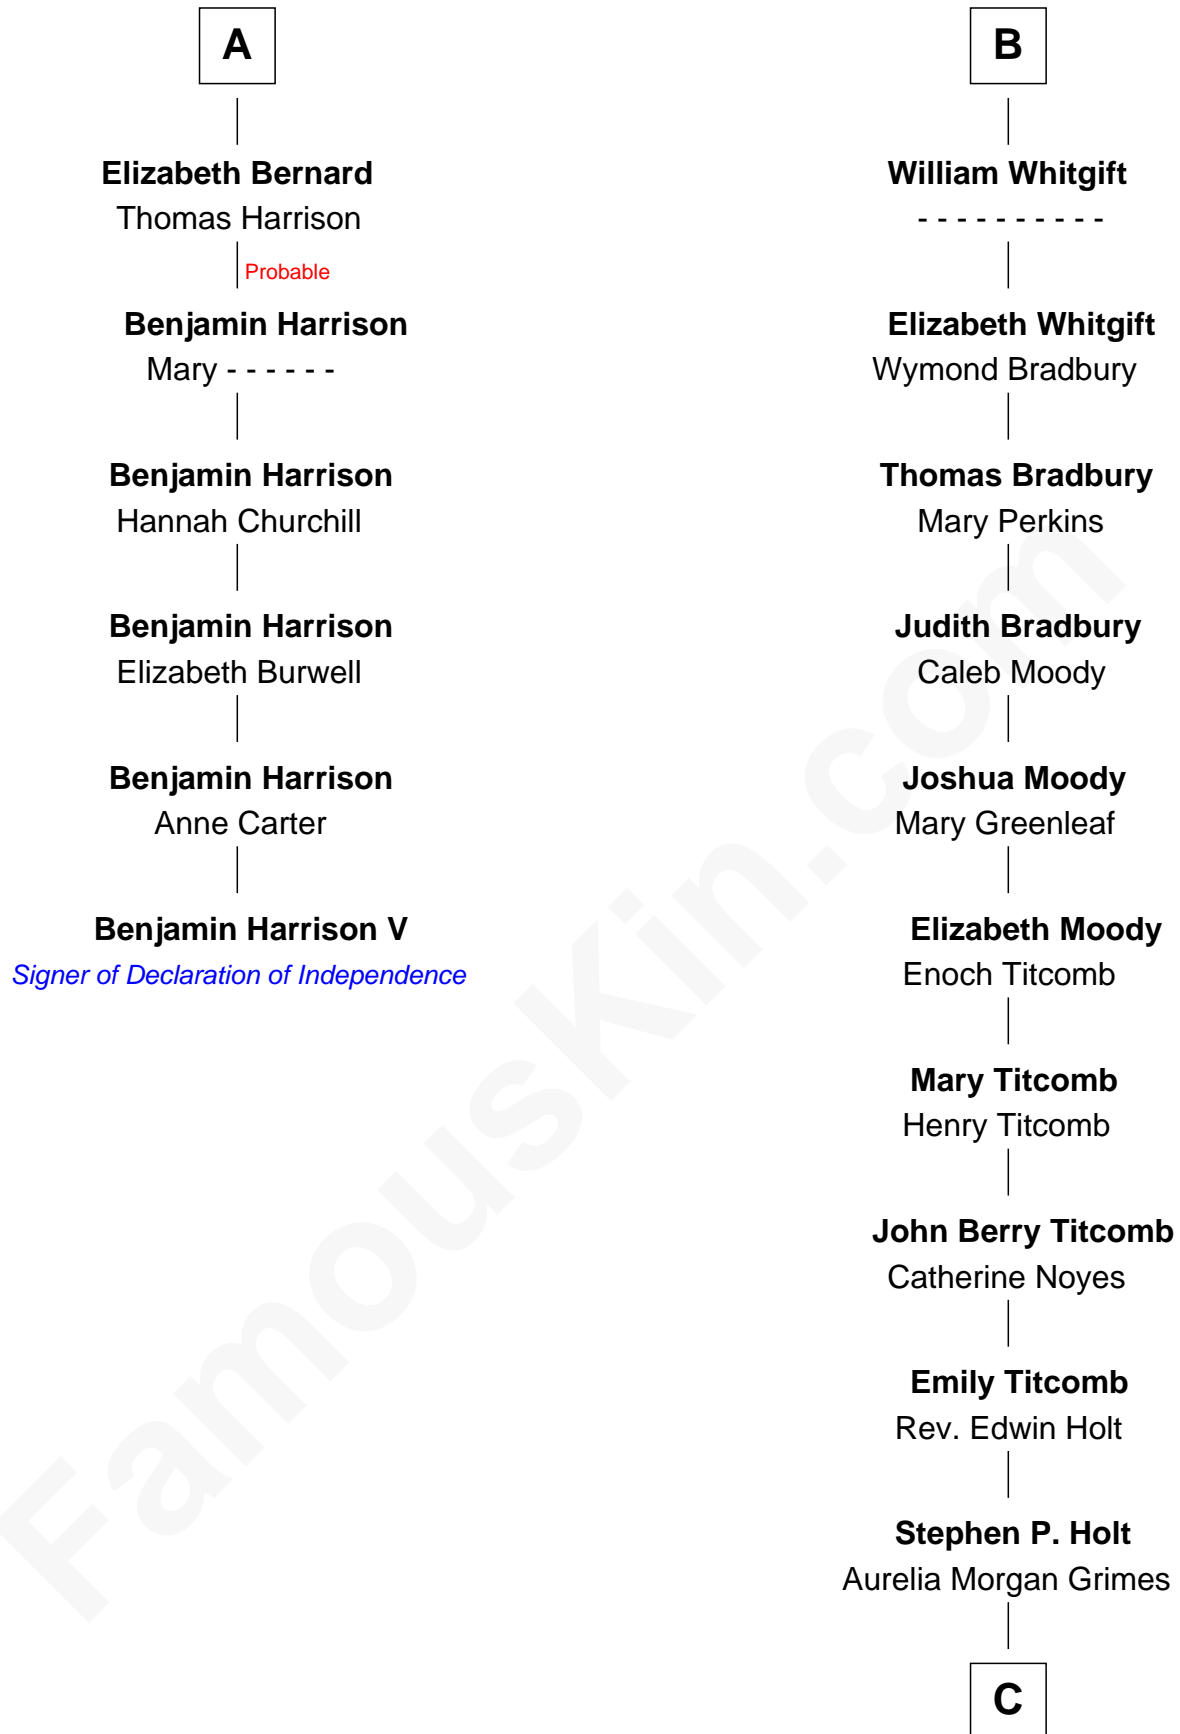 A
Elizabeth Bernard
Thomas Harrison
Probable
Benjamin Harrison
Mary - - - - - -
Benjamin Harrison
Hannah Churchill
Benjamin Harrison
Elizabeth Burwell
Benjamin Harrison
Anne Carter
Benjamin Harrison V
Signer of Declaration of Independence
B
William Whitgift
- - - - - - - - - -
Elizabeth Whitgift
Wymond Bradbury
Thomas Bradbury
Mary Perkins
Judith Bradbury
Caleb Moody
Joshua Moody
Mary Greenleaf
Elizabeth Moody
Enoch Titcomb
Mary Titcomb
Henry Titcomb
John Berry Titcomb
Catherine Noyes
Emily Titcomb
Rev. Edwin Holt
Stephen P. Holt
Aurelia Morgan Grimes
C
FamousKin.com